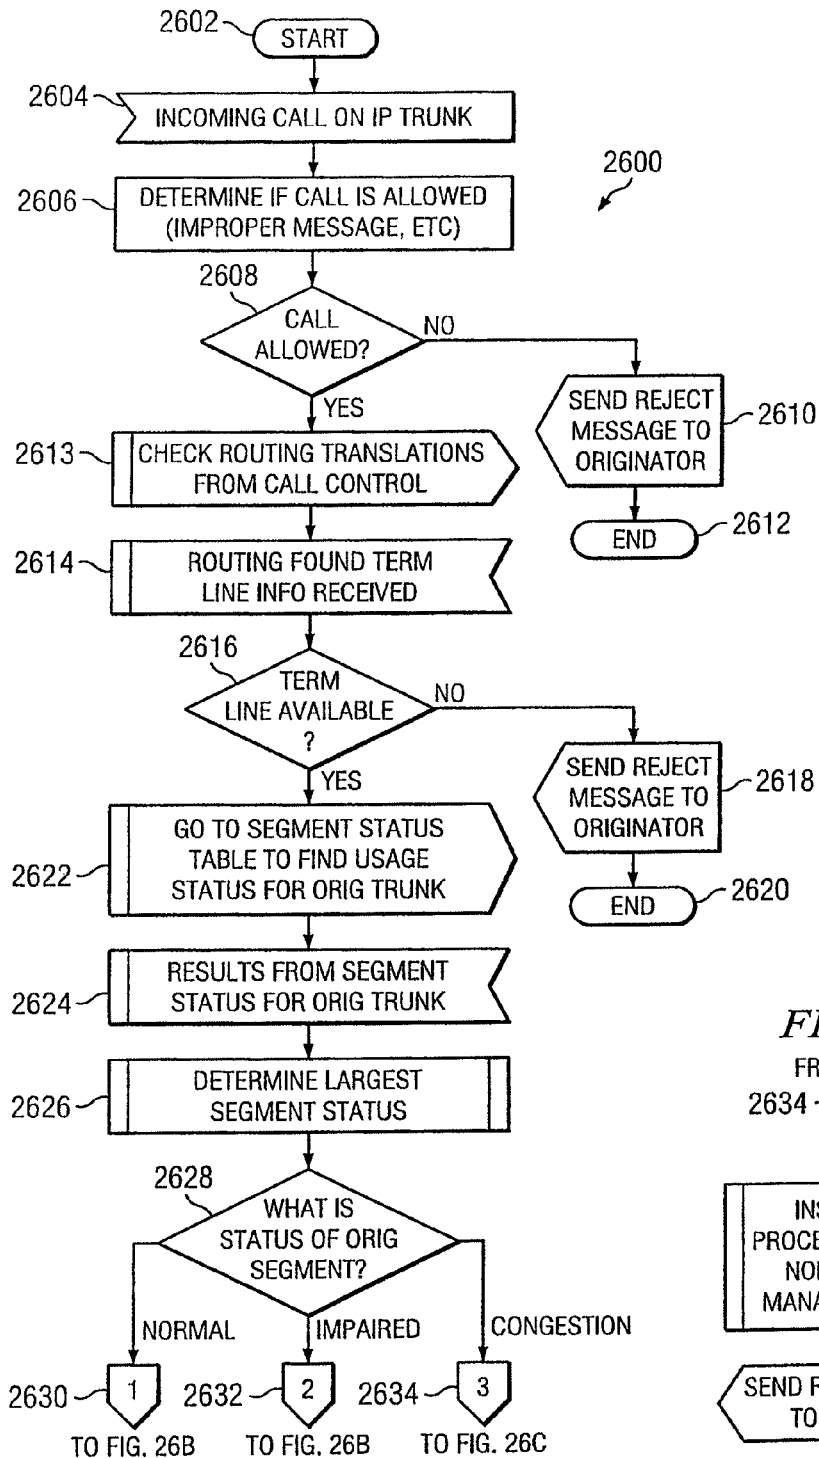 2602
START
2604
INCOMING CALL ON IP TRUNK
2600
2606
DETERMINE IF CALL IS ALLOWED
(IMPROPER MESSAGE, ETC)
2608
CALL
ALLOWED?
NO
YES
SEND REJECT
MESSAGE TO
ORIGINATOR
2610
END
2612
2613
CHECK ROUTING TRANSLATIONS
FROM CALL CONTROL
2614
ROUTING FOUND TERM
LINE INFO RECEIVED
2616
TERM
LINE AVAILABLE
?
NO
YES
SEND REJECT
MESSAGE TO
ORIGINATOR
2618
END
2620
2622
GO TO SEGMENT STATUS
TABLE TO FIND USAGE
STATUS FOR ORIG TRUNK
2624
RESULTS FROM SEGMENT
STATUS FOR ORIG TRUNK
2626
DETERMINE LARGEST
SEGMENT STATUS
2628
WHAT IS
STATUS OF ORIG
SEGMENT?
NORMAL
IMPAIRED
CONGESTION
2630
1
2632
2
2634
3
TO FIG. 26B
TO FIG. 26B
TO FIG. 26C
2634
SEND
TO